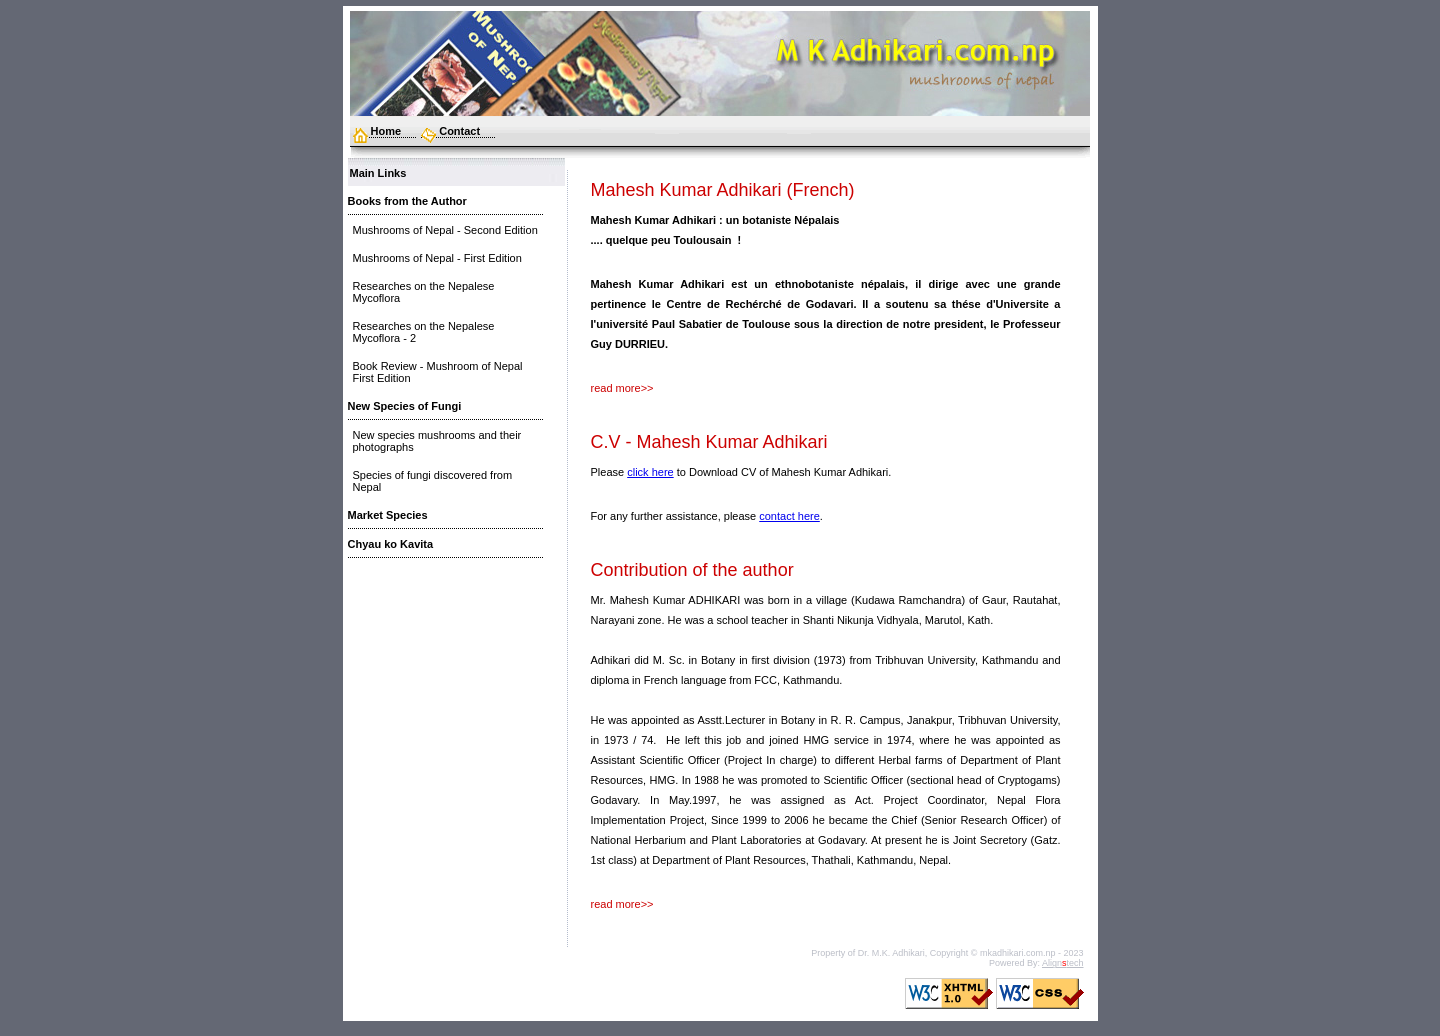 MUSHROO
OF NEP
Mushrooms of Nepal
M K Adhikari.com.np
mushrooms of nepal
Home Contact
Main Links
Books from the Author
Mushrooms of Nepal - Second Edition
Mushrooms of Nepal - First Edition
Researches on the Nepalese
Mycoflora
Researches on the Nepalese
Mycoflora - 2
Book Review - Mushroom of Nepal
First Edition
New Species of Fungi
New species mushrooms and their
photographs
Species of fungi discovered from
Nepal
Market Species
Chyau ko Kavita
Mahesh Kumar Adhikari (French)
Mahesh Kumar Adhikari : un botaniste Népalais
.... quelque peu Toulousain  !
Mahesh Kumar Adhikari est un ethnobotaniste népalais, il dirige avec une grande
pertinence le Centre de Recherché de Godavari. Il a soutenu sa thése d'Universite a
l'université Paul Sabatier de Toulouse sous la direction de notre president, le Professeur
Guy DURRIEU.
read more>>
C.V - Mahesh Kumar Adhikari
Please click here to Download CV of Mahesh Kumar Adhikari.
For any further assistance, please contact here.
Contribution of the author
Mr. Mahesh Kumar ADHIKARI was born in a village (Kudawa Ramchandra) of Gaur, Rautahat,
Narayani zone. He was a school teacher in Shanti Nikunja Vidhyala, Marutol, Kath.
Adhikari did M. Sc. in Botany in first division (1973) from Tribhuvan University, Kathmandu and
diploma in French language from FCC, Kathmandu.
He was appointed as Asstt.Lecturer in Botany in R. R. Campus, Janakpur, Tribhuvan University,
in 1973 / 74.  He left this job and joined HMG service in 1974, where he was appointed as
Assistant Scientific Officer (Project In charge) to different Herbal farms of Department of Plant
Resources, HMG. In 1988 he was promoted to Scientific Officer (sectional head of Cryptogams)
Godavary. In May.1997, he was assigned as Act. Project Coordinator, Nepal Flora
Implementation Project, Since 1999 to 2006 he became the Chief (Senior Research Officer) of
National Herbarium and Plant Laboratories at Godavary. At present he is Joint Secretory (Gatz.
1st class) at Department of Plant Resources, Thathali, Kathmandu, Nepal.
read more>>
Property of Dr. M.K. Adhikari, Copyright © mkadhikari.com.np - 2023
Powered By: Alignstech
W3C XHTML 1.0 W3C css